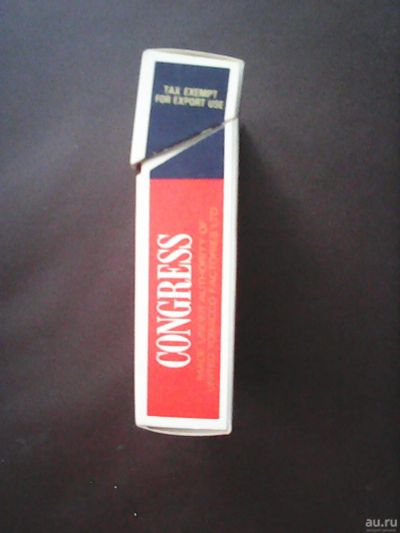 TAX EXEMPT
FOR EXPORT USE
CONGRESS
MADE UNDER AUTHORITY OF
TOBACCO FACTORIES LTD
au.ru